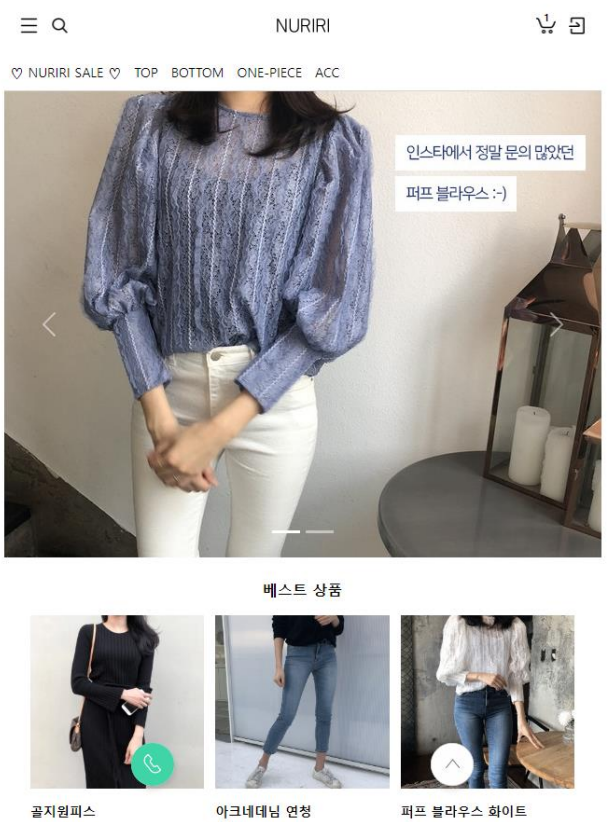 NURIRI
1
♡ NURIRI SALE ♡ TOP BOTTOM ONE-PIECE ACC
인스타에서 정말 문의 많았던
퍼프 블라우스 :-)
베스트 상품
골지원피스
아크네데님 연청
퍼프 블라우스 화이트